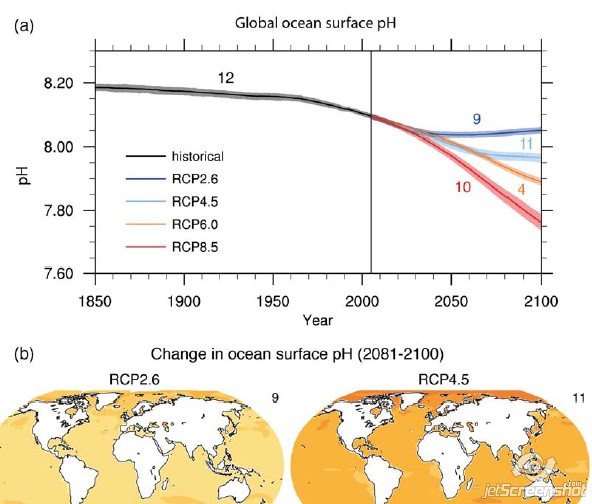 (a)
Global ocean surface pH
8.20
8.00
7.80
7.60
pH
12
9
11
4
10
historical
RCP2.6
RCP4.5
RCP6.0
RCP8.5
1850
1900
1950
2000
2050
2100
Year
(b)
Change in ocean surface pH (2081-2100)
RCP2.6
9
RCP4.5
11
.com
jetScreenshot